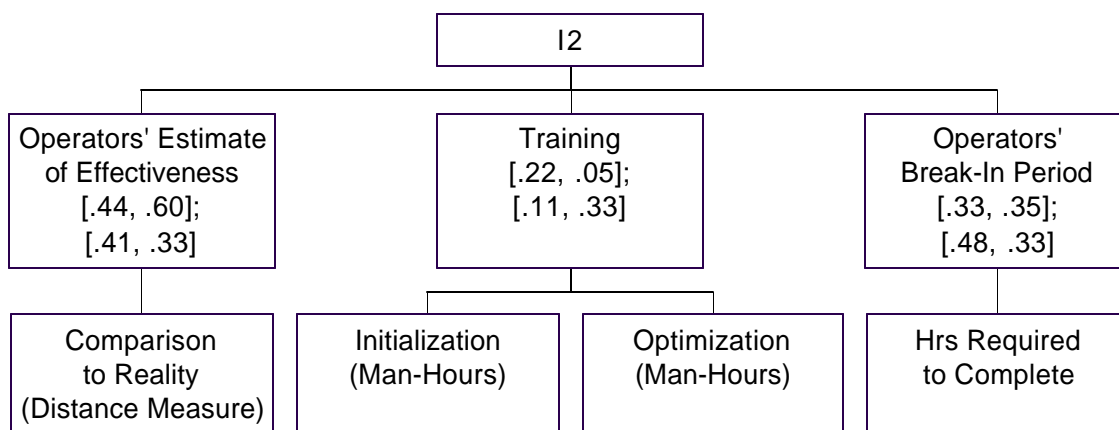 I2
Operators' Estimate
of Effectiveness
[.44, .60];
[.41, .33]
Training
[.22, .05];
[.11, .33]
Operators'
Break-In Period
[.33, .35];
[.48, .33]
Comparison
to Reality
(Distance Measure)
Initialization
(Man-Hours)
Optimization
(Man-Hours)
Hrs Required
to Complete